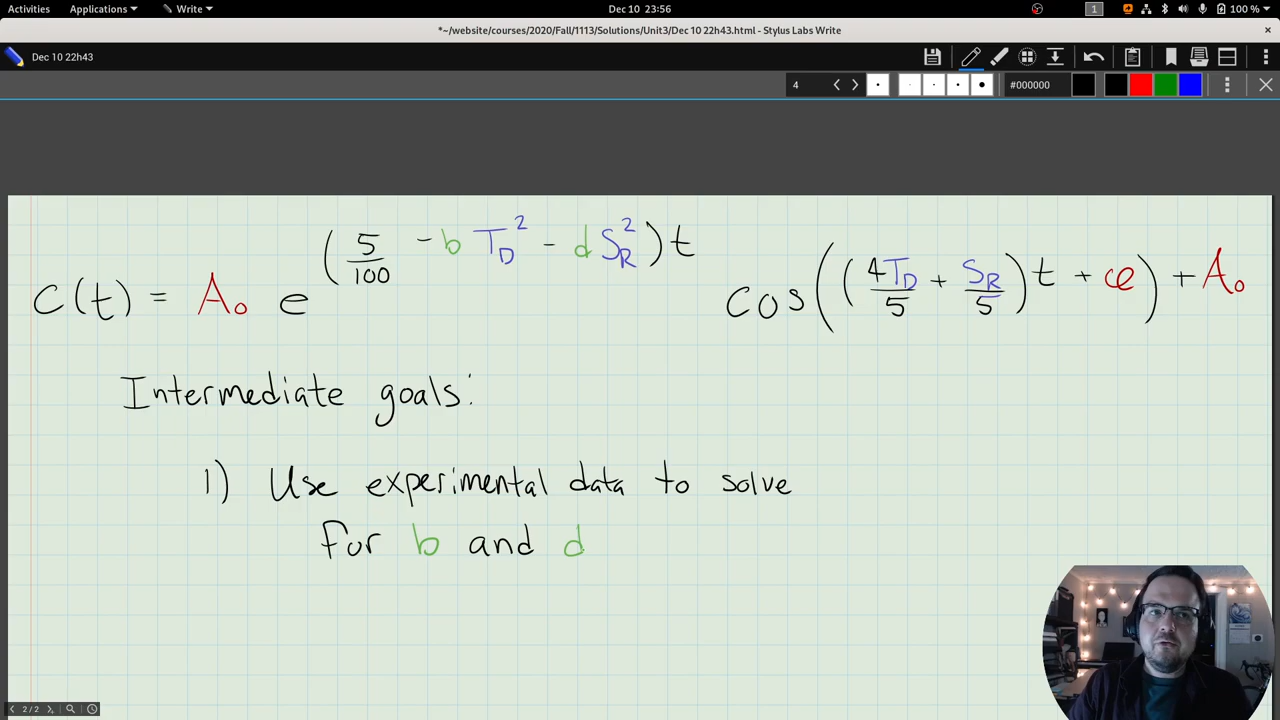 Activities Applications Write Dec 10 23:56 1 100 %
*~/website/courses/2020/Fall/1113/Solutions/Unit3/Dec 10 22h43.html - Stylus Labs Write ×
Dec 10 22h43
4 #000000
C(t) = A₀ e^((5/100 - b T_D² - d S_R²)t) cos((4T_D/5 + S_R/5)t + φ) + A₀
Intermediate goals:
1) Use experimental data to solve
for b and d
2/2